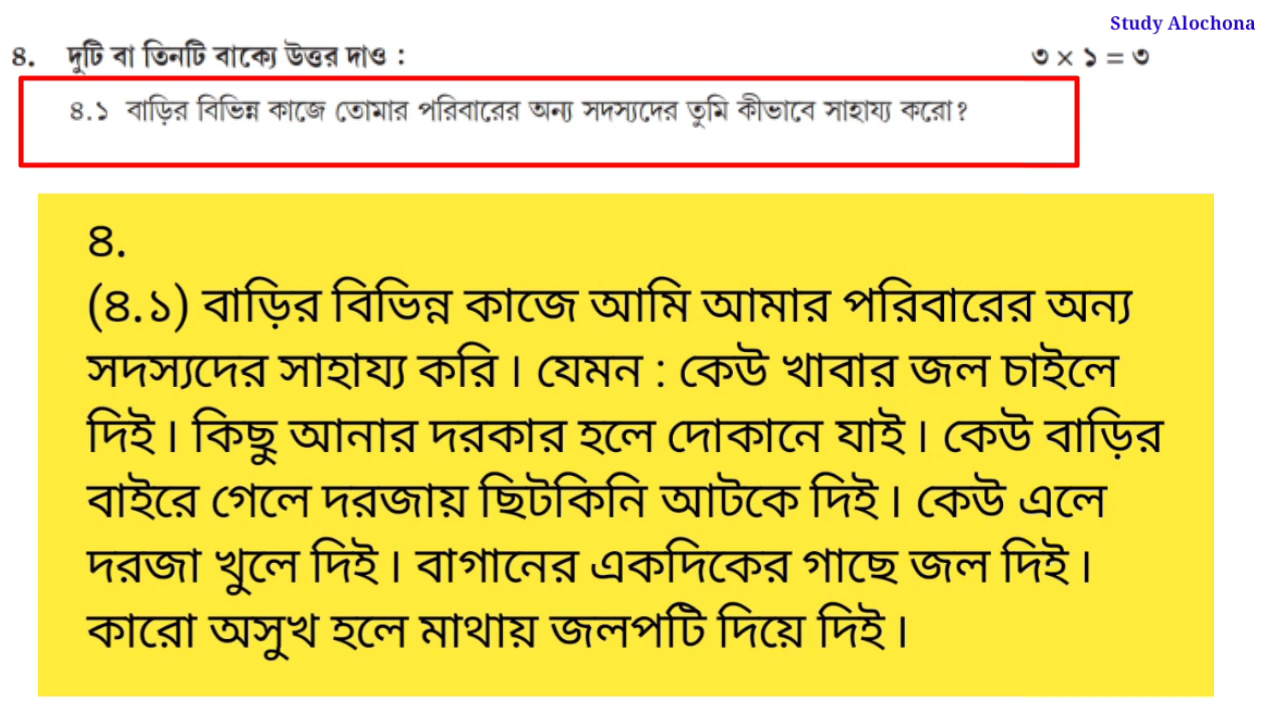 Study Alochona
৪. দুটি বা তিনটি বাক্যে উত্তর দাও : ৩ × ১ = ৩
৪.১ বাড়ির বিভিন্ন কাজে তোমার পরিবারের অন্য সদস্যদের তুমি কীভাবে সাহায্য করো?
৪.
(৪.১) বাড়ির বিভিন্ন কাজে আমি আমার পরিবারের অন্য
সদস্যদের সাহায্য করি। যেমন : কেউ খাবার জল চাইলে
দিই। কিছু আনার দরকার হলে দোকানে যাই। কেউ বাড়ির
বাইরে গেলে দরজায় ছিটকিনি আটকে দিই। কেউ এলে
দরজা খুলে দিই। বাগানের একদিকের গাছে জল দিই।
কারো অসুখ হলে মাথায় জলপটি দিয়ে দিই।